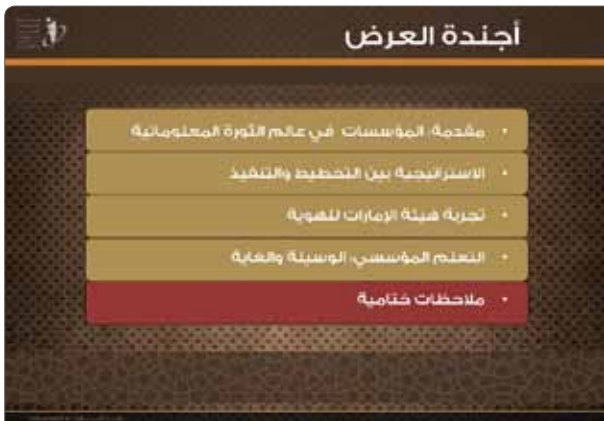 أجندة العرض
• مقدمة: المؤسسات في عالم الثورة المعلوماتية
• الاستراتيجية بين التخطيط والتنفيذ
• تجربة هيئة الإمارات للهوية
• التعلم المؤسسي: الوسيلة والغاية
• ملاحظات ختامية